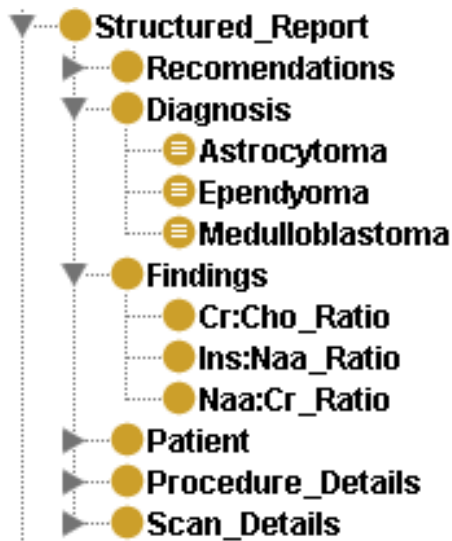 Structured_Report
Recomendations
Diagnosis
Astrocytoma
Ependyoma
Medulloblastoma
Findings
Cr:Cho_Ratio
Ins:Naa_Ratio
Naa:Cr_Ratio
Patient
Procedure_Details
Scan_Details